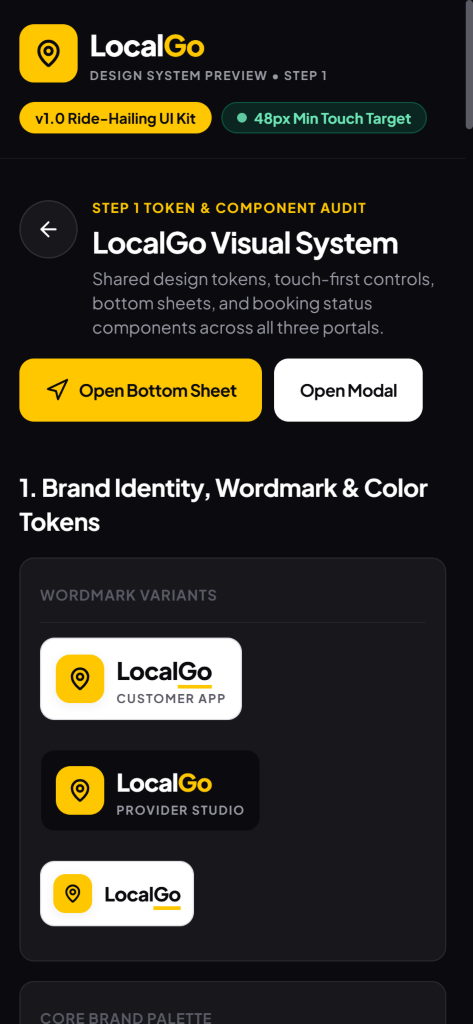 LocalGo
DESIGN SYSTEM PREVIEW • STEP 1
v1.0 Ride-Hailing UI Kit
48px Min Touch Target
STEP 1 TOKEN & COMPONENT AUDIT
LocalGo Visual System
Shared design tokens, touch-first controls,
bottom sheets, and booking status
components across all three portals.
Open Bottom Sheet
Open Modal
1. Brand Identity, Wordmark & Color
Tokens
WORDMARK VARIANTS
LocalGo
CUSTOMER APP
LocalGo
PROVIDER STUDIO
LocalGo
CORE BRAND PALETTE